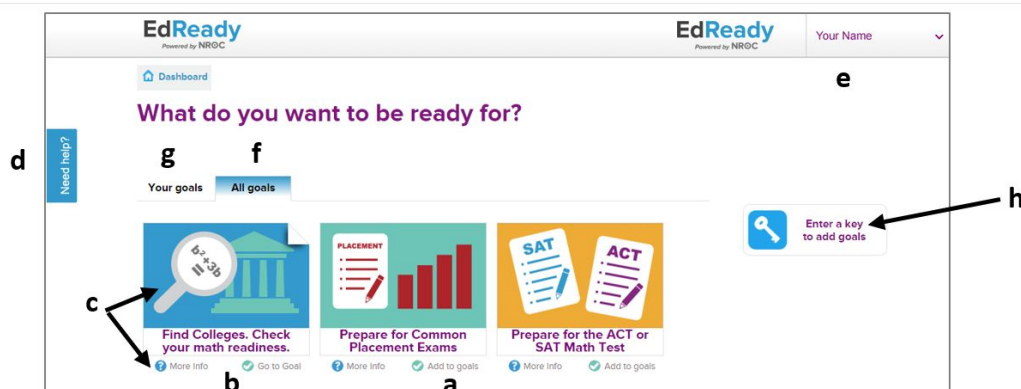 EdReady
Powered by NROC
EdReady
Powered by NROC
Your Name
Dashboard
e
What do you want to be ready for?
d
Need help?
g
f
Your goals
All goals
h
Enter a key
to add goals
b²+3b
=
PLACEMENT
SAT
ACT
c
Find Colleges. Check
your math readiness.
Prepare for Common
Placement Exams
Prepare for the ACT or
SAT Math Test
? More Info
Go to Goal
? More Info
Add to goals
? More Info
Add to goals
b
a